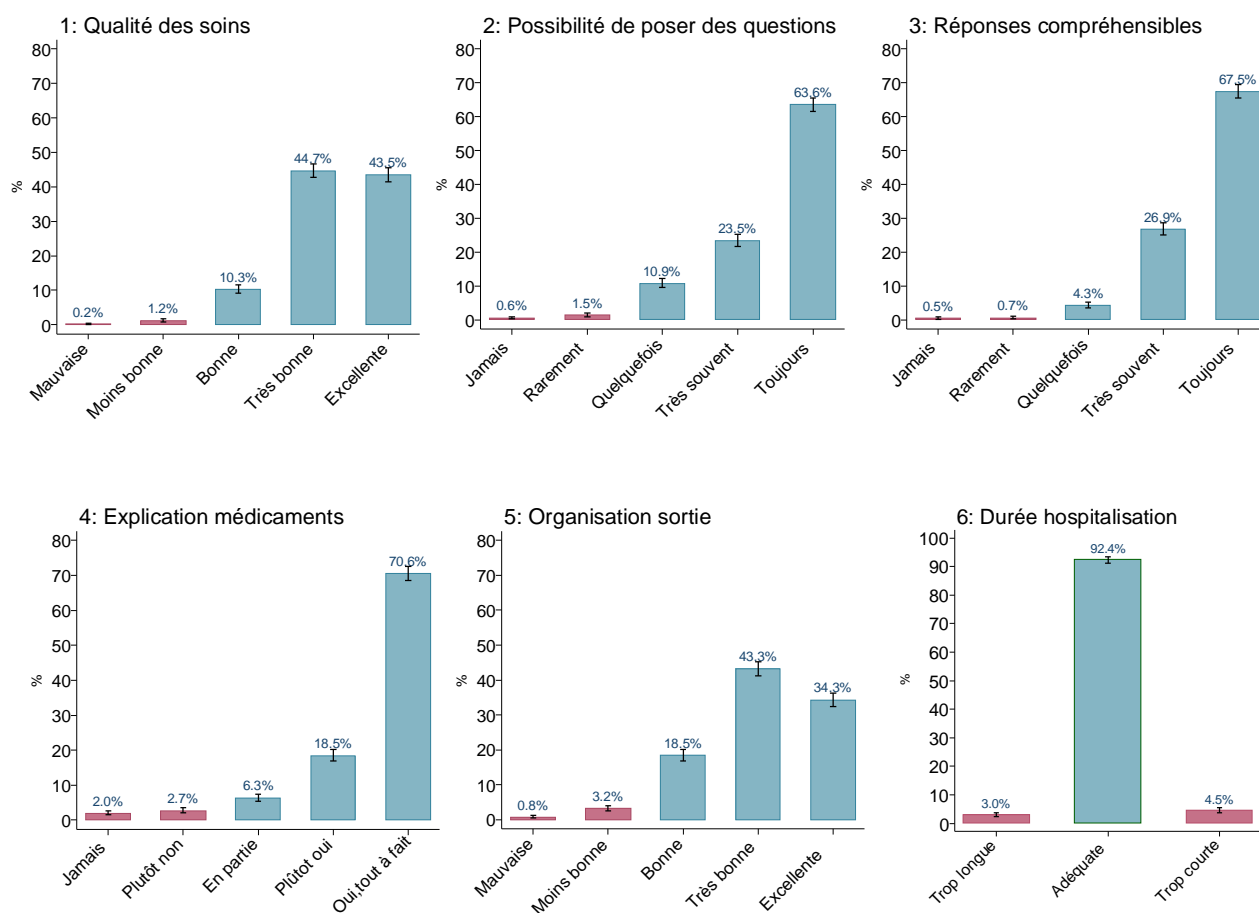 1: Qualité des soins
80
70
60
50
40
30
20
10
0
%
0.2%
1.2%
10.3%
44.7%
43.5%
Mauvaise
Moins bonne
Bonne
Très bonne
Excellente
2: Possibilité de poser des questions
80
70
60
50
40
30
20
10
0
%
0.6%
1.5%
10.9%
23.5%
63.6%
Jamais
Rarement
Quelquefois
Très souvent
Toujours
3: Réponses compréhensibles
80
70
60
50
40
30
20
10
0
%
0.5%
0.7%
4.3%
26.9%
67.5%
Jamais
Rarement
Quelquefois
Très souvent
Toujours
4: Explication médicaments
80
70
60
50
40
30
20
10
0
%
2.0%
2.7%
6.3%
18.5%
70.6%
Jamais
Plutôt non
En partie
Plûtot oui
Oui,tout à fait
5: Organisation sortie
80
70
60
50
40
30
20
10
0
%
0.8%
3.2%
18.5%
43.3%
34.3%
Mauvaise
Moins bonne
Bonne
Très bonne
Excellente
6: Durée hospitalisation
100
90
80
70
60
50
40
30
20
10
0
%
3.0%
92.4%
4.5%
Trop longue
Adéquate
Trop courte